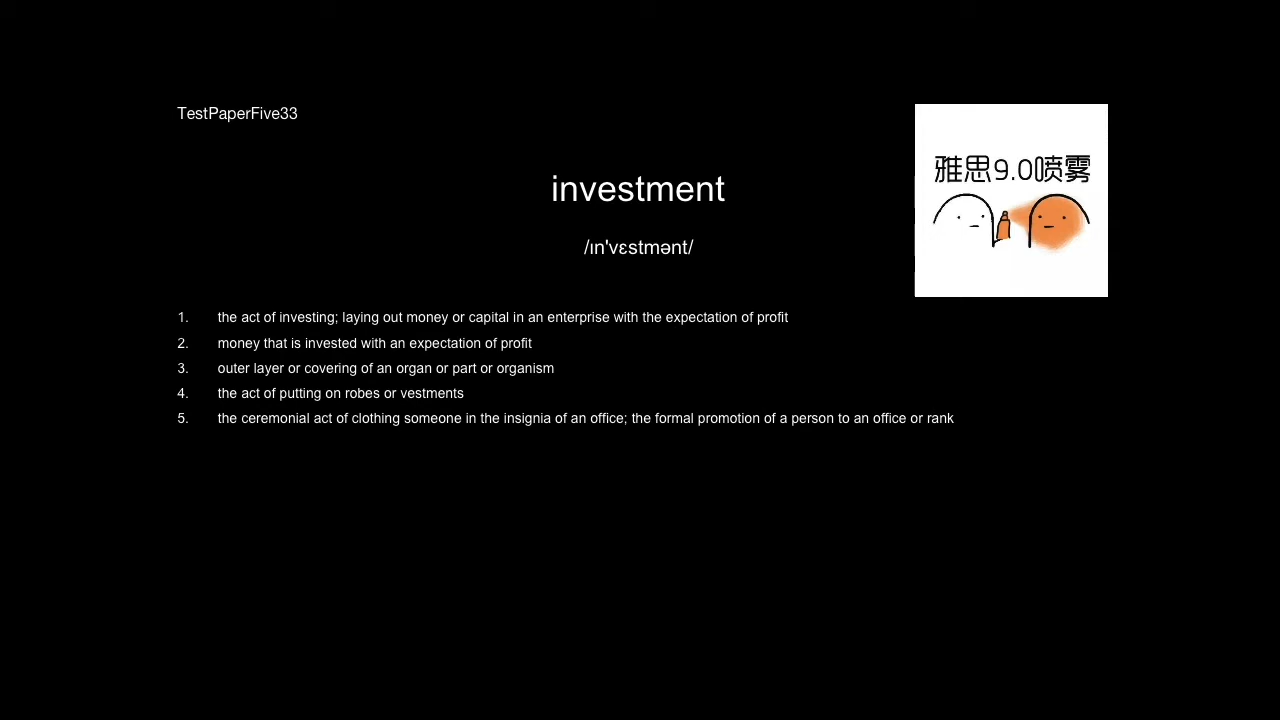 TestPaperFive33
雅思9.0喷雾
investment
/ɪn'vɛstmənt/
1. the act of investing; laying out money or capital in an enterprise with the expectation of profit
2. money that is invested with an expectation of profit
3. outer layer or covering of an organ or part or organism
4. the act of putting on robes or vestments
5. the ceremonial act of clothing someone in the insignia of an office; the formal promotion of a person to an office or rank